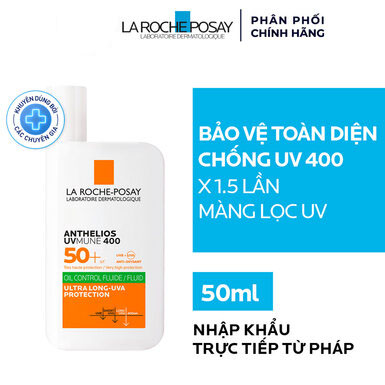 LA ROCHE POSAY
LABORATOIRE DERMATOLOGIQUE
PHÂN PHỐI
CHÍNH HÃNG
KHUYÊN DÙNG BỞI
CÁC CHUYÊN GIA
LA ROCHE-POSAY
LABORATOIRE DERMATOLOGIQUE
ANTHELIOS
UVMUNE 400
50+
OIL CONTROL FLUIDE / FLUID
ULTRA LONG-UVA
PROTECTION
BẢO VỆ TOÀN DIỆN
CHỐNG UV 400
X 1.5 LẦN
MÀNG LỌC UV
50ml
NHẬP KHẨU
TRỰC TIẾP TỪ PHÁP